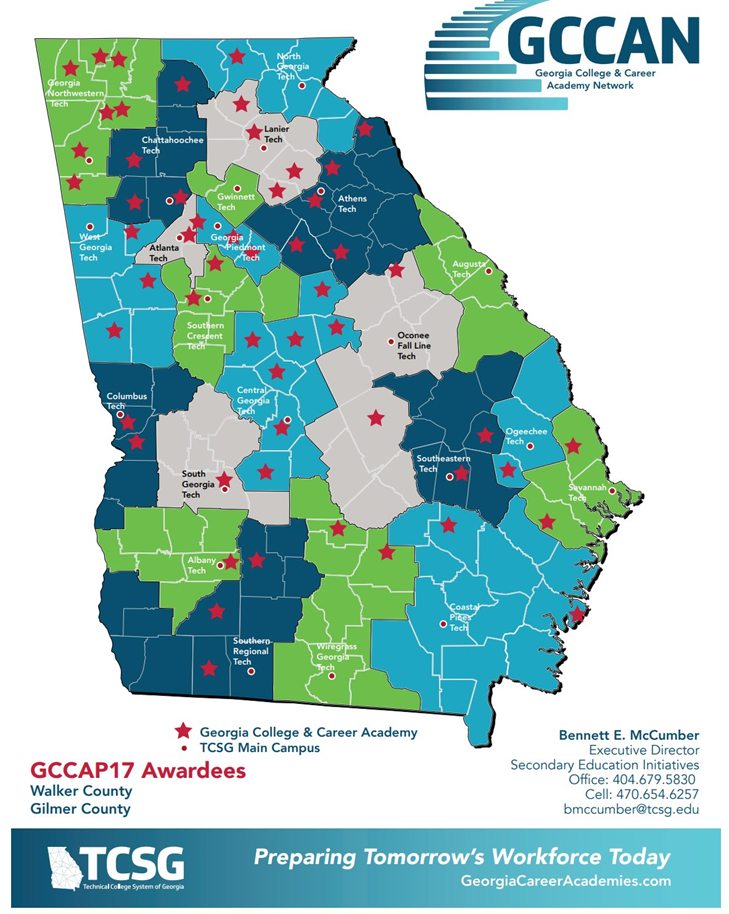 GCCAN
Georgia College & Career
Academy Network
North
Georgia
Tech
Georgia
Northwestern
Tech
Lanier
Tech
Chattahoochee
Tech
Gwinnett
Tech
Athens
Tech
West
Georgia
Tech
Atlanta
Tech
Georgia
Piedmont
Tech
Augusta
Tech
Southern
Crescent
Tech
Oconee
Fall Line
Tech
Columbus
Tech
Central
Georgia
Tech
Ogeechee
Tech
Southeastern
Tech
South
Georgia
Tech
Savannah
Tech
Albany
Tech
Coastal
Pines
Tech
Southern
Regional
Tech
Wiregrass
Georgia
Tech
Georgia College & Career Academy
TCSG Main Campus
GCCAP17 Awardees
Walker County
Gilmer County
Bennett E. McCumber
Executive Director
Secondary Education Initiatives
Office: 404.679.5830
Cell: 470.654.6257
bmccumber@tcsg.edu
TCSG
Technical College System of Georgia
Preparing Tomorrow's Workforce Today
GeorgiaCareerAcademies.com